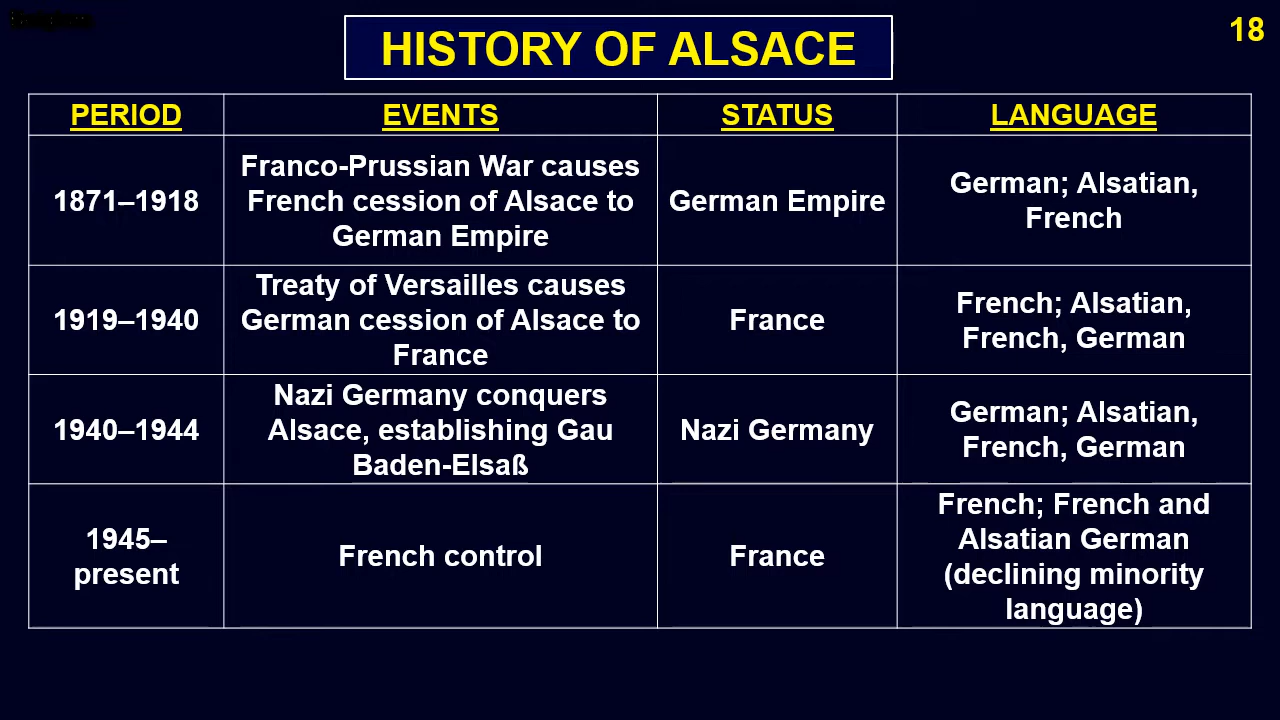 HISTORY OF ALSACE
18
PERIOD
EVENTS
STATUS
LANGUAGE
1871–1918
Franco-Prussian War causes
French cession of Alsace to
German Empire
German Empire
German; Alsatian,
French
1919–1940
Treaty of Versailles causes
German cession of Alsace to
France
France
French; Alsatian,
French, German
1940–1944
Nazi Germany conquers
Alsace, establishing Gau
Baden-Elsaß
Nazi Germany
German; Alsatian,
French, German
1945–
present
French control
France
French; French and
Alsatian German
(declining minority
language)